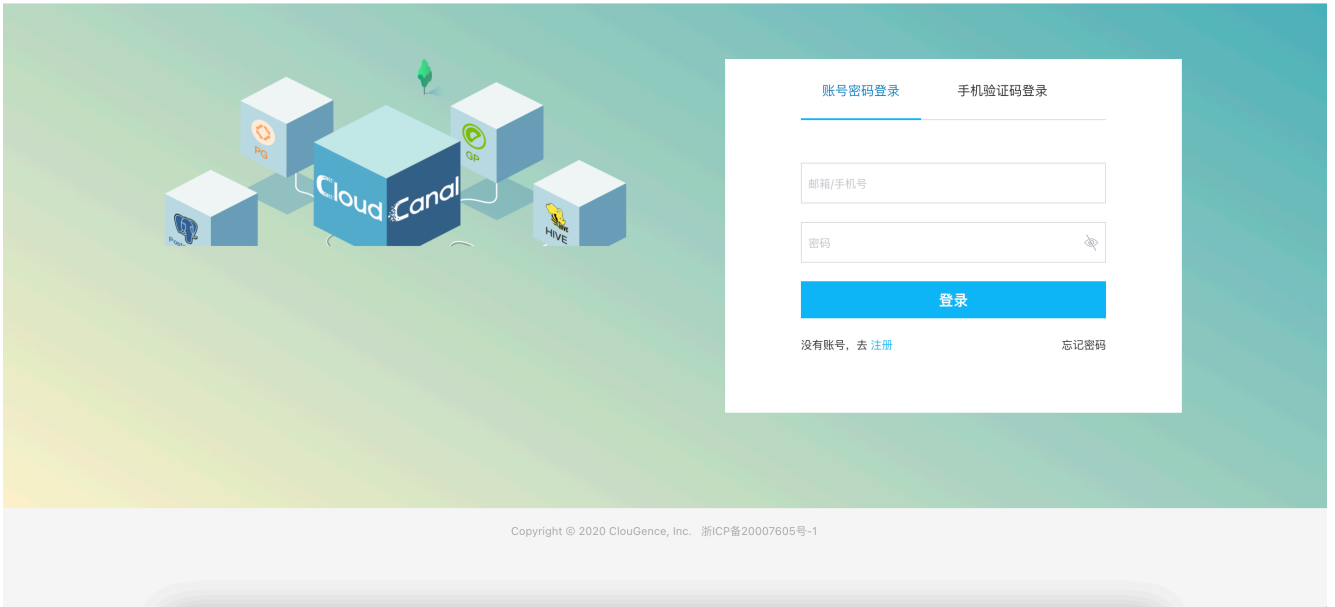 PG
GP
Cloud Canal
HIVE
账号密码登录
手机验证码登录
邮箱/手机号
密码
登录
没有账号，去 注册
忘记密码
Copyright © 2020 ClouGence, Inc. 浙ICP备20007605号-1